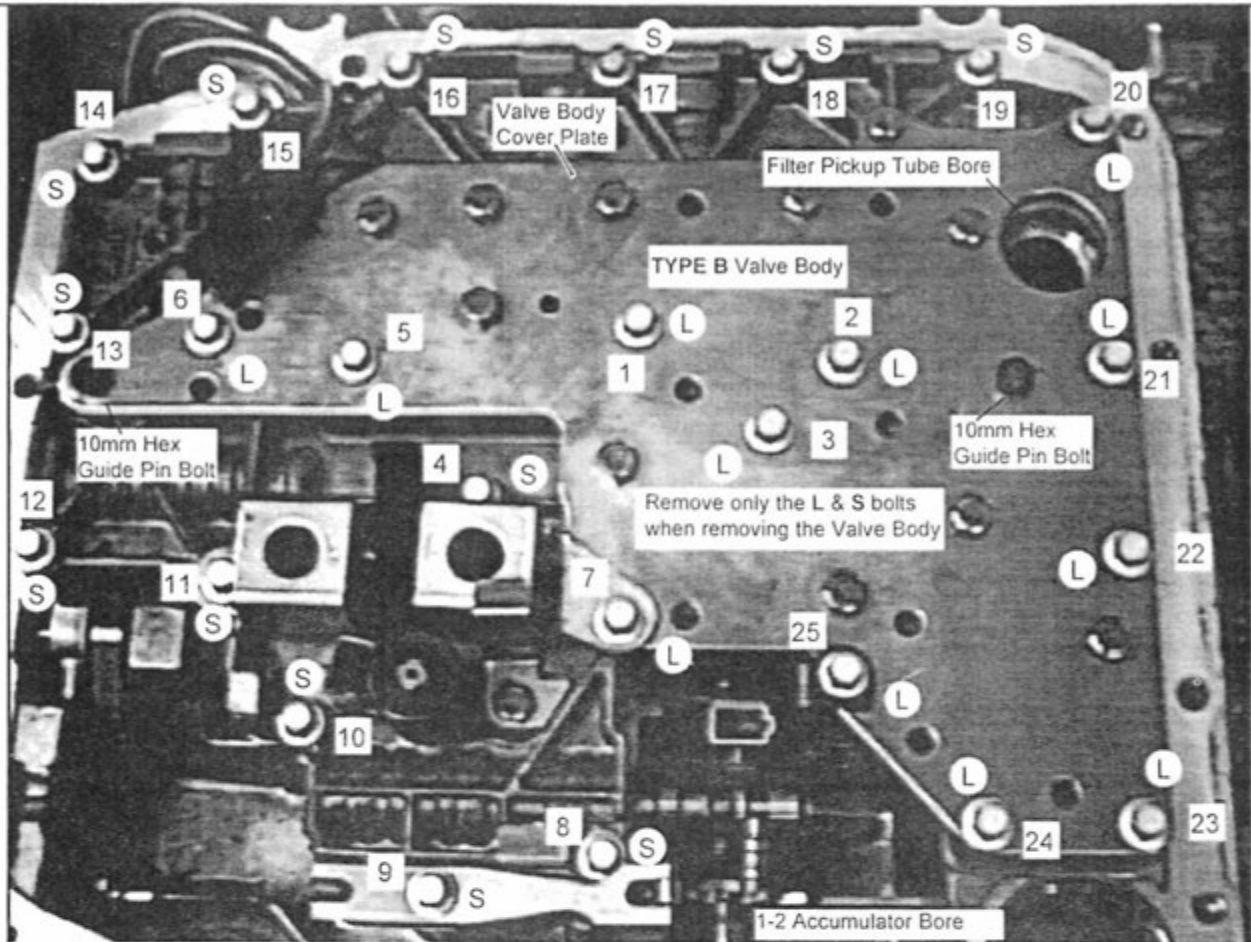 S
S
S
S
S
14
16
17
18
19
20
15
Valve Body
Cover Plate
Filter Pickup Tube Bore
L
S
TYPE B Valve Body
6
5
L
2
L
S
13
L
1
L
21
L
3
10mm Hex
Guide Pin Bolt
10mm Hex
Guide Pin Bolt
4
S
L
Remove only the L & S bolts
when removing the Valve Body
12
11
7
L
22
S
S
25
S
L
L
10
L
L
8
S
24
23
9
S
1-2 Accumulator Bore